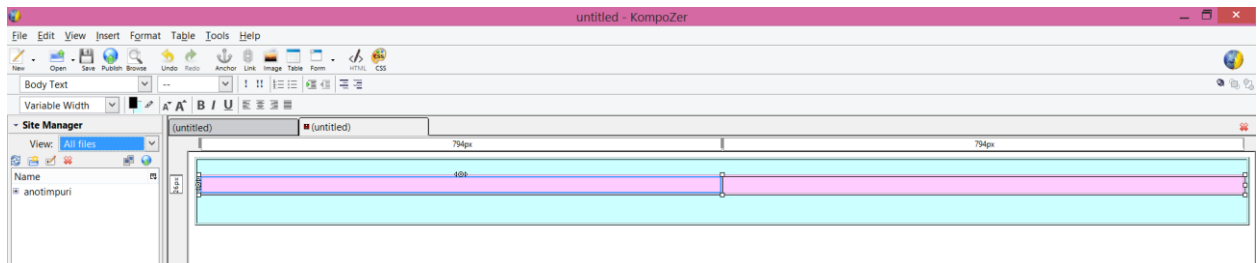 untitled - KompoZer
File Edit View Insert Format Table Tools Help
New Open Save Publish Browse Undo Redo Anchor Link Image Table Form HTML CSS
Body Text -- ! !!
Variable Width A A B I U
Site Manager (untitled) (untitled)
View: All files 794px 794px
Name
anotimpuri